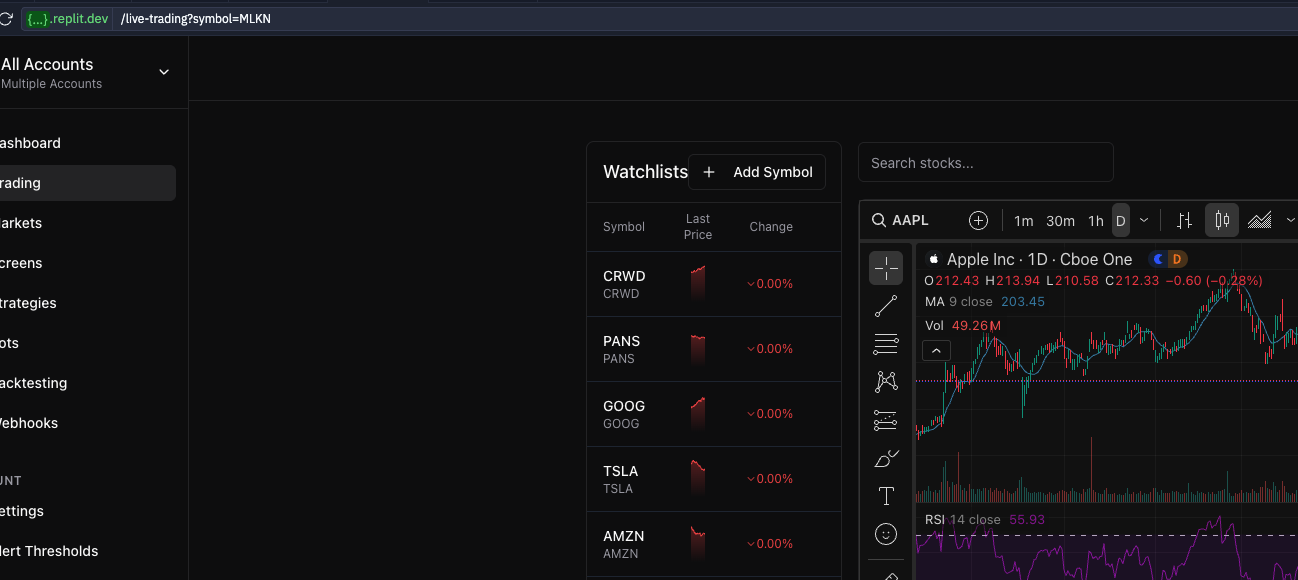 {...}.replit.dev /live-trading?symbol=MLKN
All Accounts
Multiple Accounts
ashboard
rading
arkets
creens
trategies
ots
acktesting
ebhooks
UNT
ettings
lert Thresholds
Watchlists + Add Symbol
Symbol Last Price Change
CRWD
CRWD
0.00%
PANS
PANS
0.00%
GOOG
GOOG
0.00%
TSLA
TSLA
0.00%
AMZN
AMZN
0.00%
Search stocks...
AAPL 1m 30m 1h D
Apple Inc · 1D · Cboe One D
O212.43 H213.94 L210.58 C212.33 −0.60 (−0.28%)
MA 9 close 203.45
Vol 49.26M
RSI 14 close 55.93